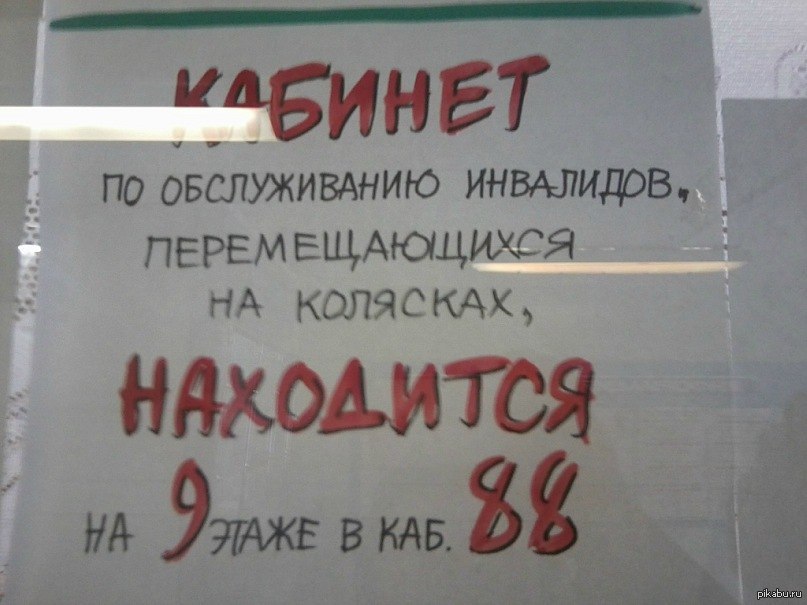 КАБИНЕТ
ПО ОБСЛУЖИВАНИЮ ИНВАЛИДОВ,
ПЕРЕМЕЩАЮЩИХСЯ
НА КОЛЯСКАХ,
НАХОДИТСЯ
НА 9 ЭТАЖЕ В КАБ. 88
pikabu.ru